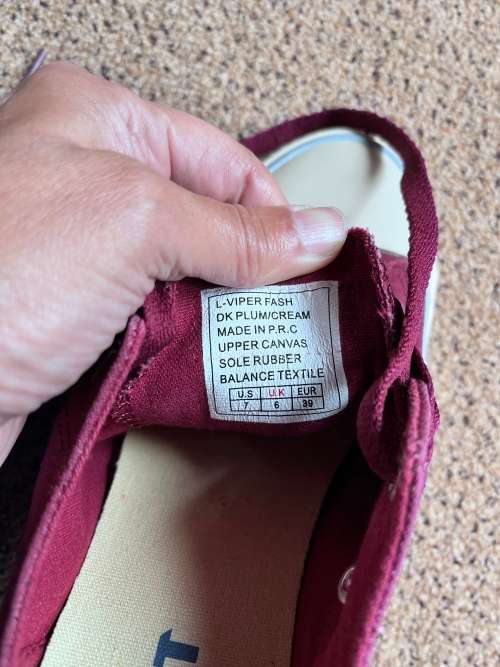 L-VIPER FASH
DK PLUM/CREAM
MADE IN P.R.C
UPPER CANVAS
SOLE RUBBER
BALANCE TEXTILE
U.S U.K EUR
7 6 39
T